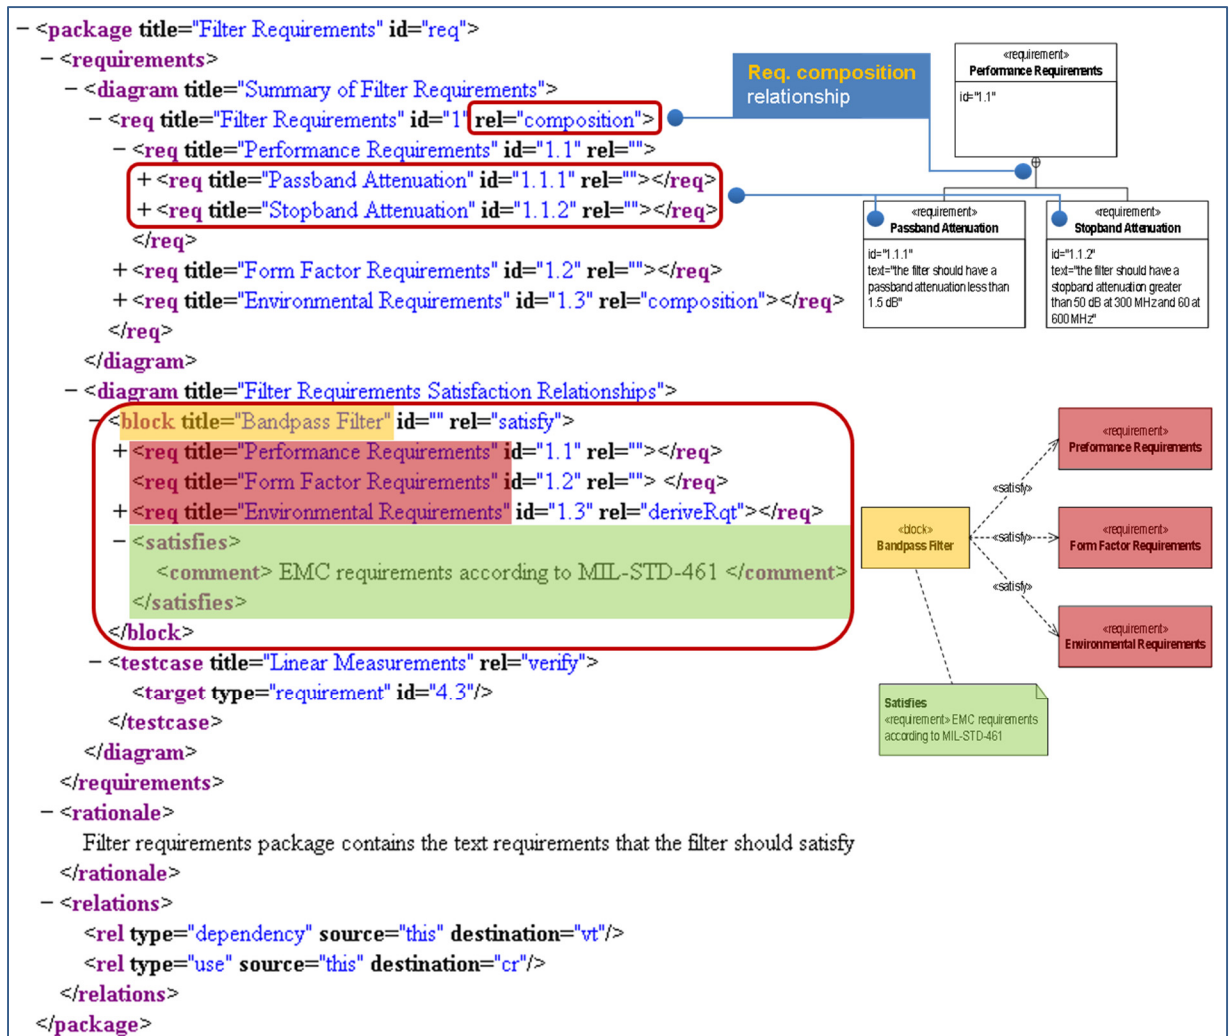 − <package title="Filter Requirements" id="req">
− <requirements>
− <diagram title="Summary of Filter Requirements">
− <req title="Filter Requirements" id="1" rel="composition">
− <req title="Performance Requirements" id="1.1" rel="">
+ <req title="Passband Attenuation" id="1.1.1" rel=""></req>
+ <req title="Stopband Attenuation" id="1.1.2" rel=""></req>
</req>
+ <req title="Form Factor Requirements" id="1.2" rel=""></req>
+ <req title="Environmental Requirements" id="1.3" rel="composition"></req>
</req>
</diagram>
− <diagram title="Filter Requirements Satisfaction Relationships">
− <block title="Bandpass Filter" id="" rel="satisfy">
+ <req title="Performance Requirements" id="1.1" rel=""></req>
<req title="Form Factor Requirements" id="1.2" rel=""> </req>
+ <req title="Environmental Requirements" id="1.3" rel="deriveRqt"></req>
− <satisfies>
<comment> EMC requirements according to MIL-STD-461 </comment>
</satisfies>
</block>
− <testcase title="Linear Measurements" rel="verify">
<target type="requirement" id="4.3"/>
</testcase>
</diagram>
</requirements>
− <rationale>
Filter requirements package contains the text requirements that the filter should satisfy
</rationale>
− <relations>
<rel type="dependency" source="this" destination="vt"/>
<rel type="use" source="this" destination="cr"/>
</relations>
</package>
Req. composition
relationship
«requirement»
Performance Requirements
id="1.1"
«requirement»
Passband Attenuation
id="1.1.1"
text="the filter should have a
passband attenuation less than
1.5 dB"
«requirement»
Stopband Attenuation
id="1.1.2"
text="the filter should have a
stopband attenuation greater
than 50 dB at 300 MHz and 60 at
600 MHz"
«requirement»
Preformance Requirements
«satisfy»
«block»
Bandpass Filter
«satisfy»
«requirement»
Form Factor Requirements
«satisfy»
«requirement»
Environmental Requirements
Satisfies
«requirement» EMC requirements
according to MIL-STD-461